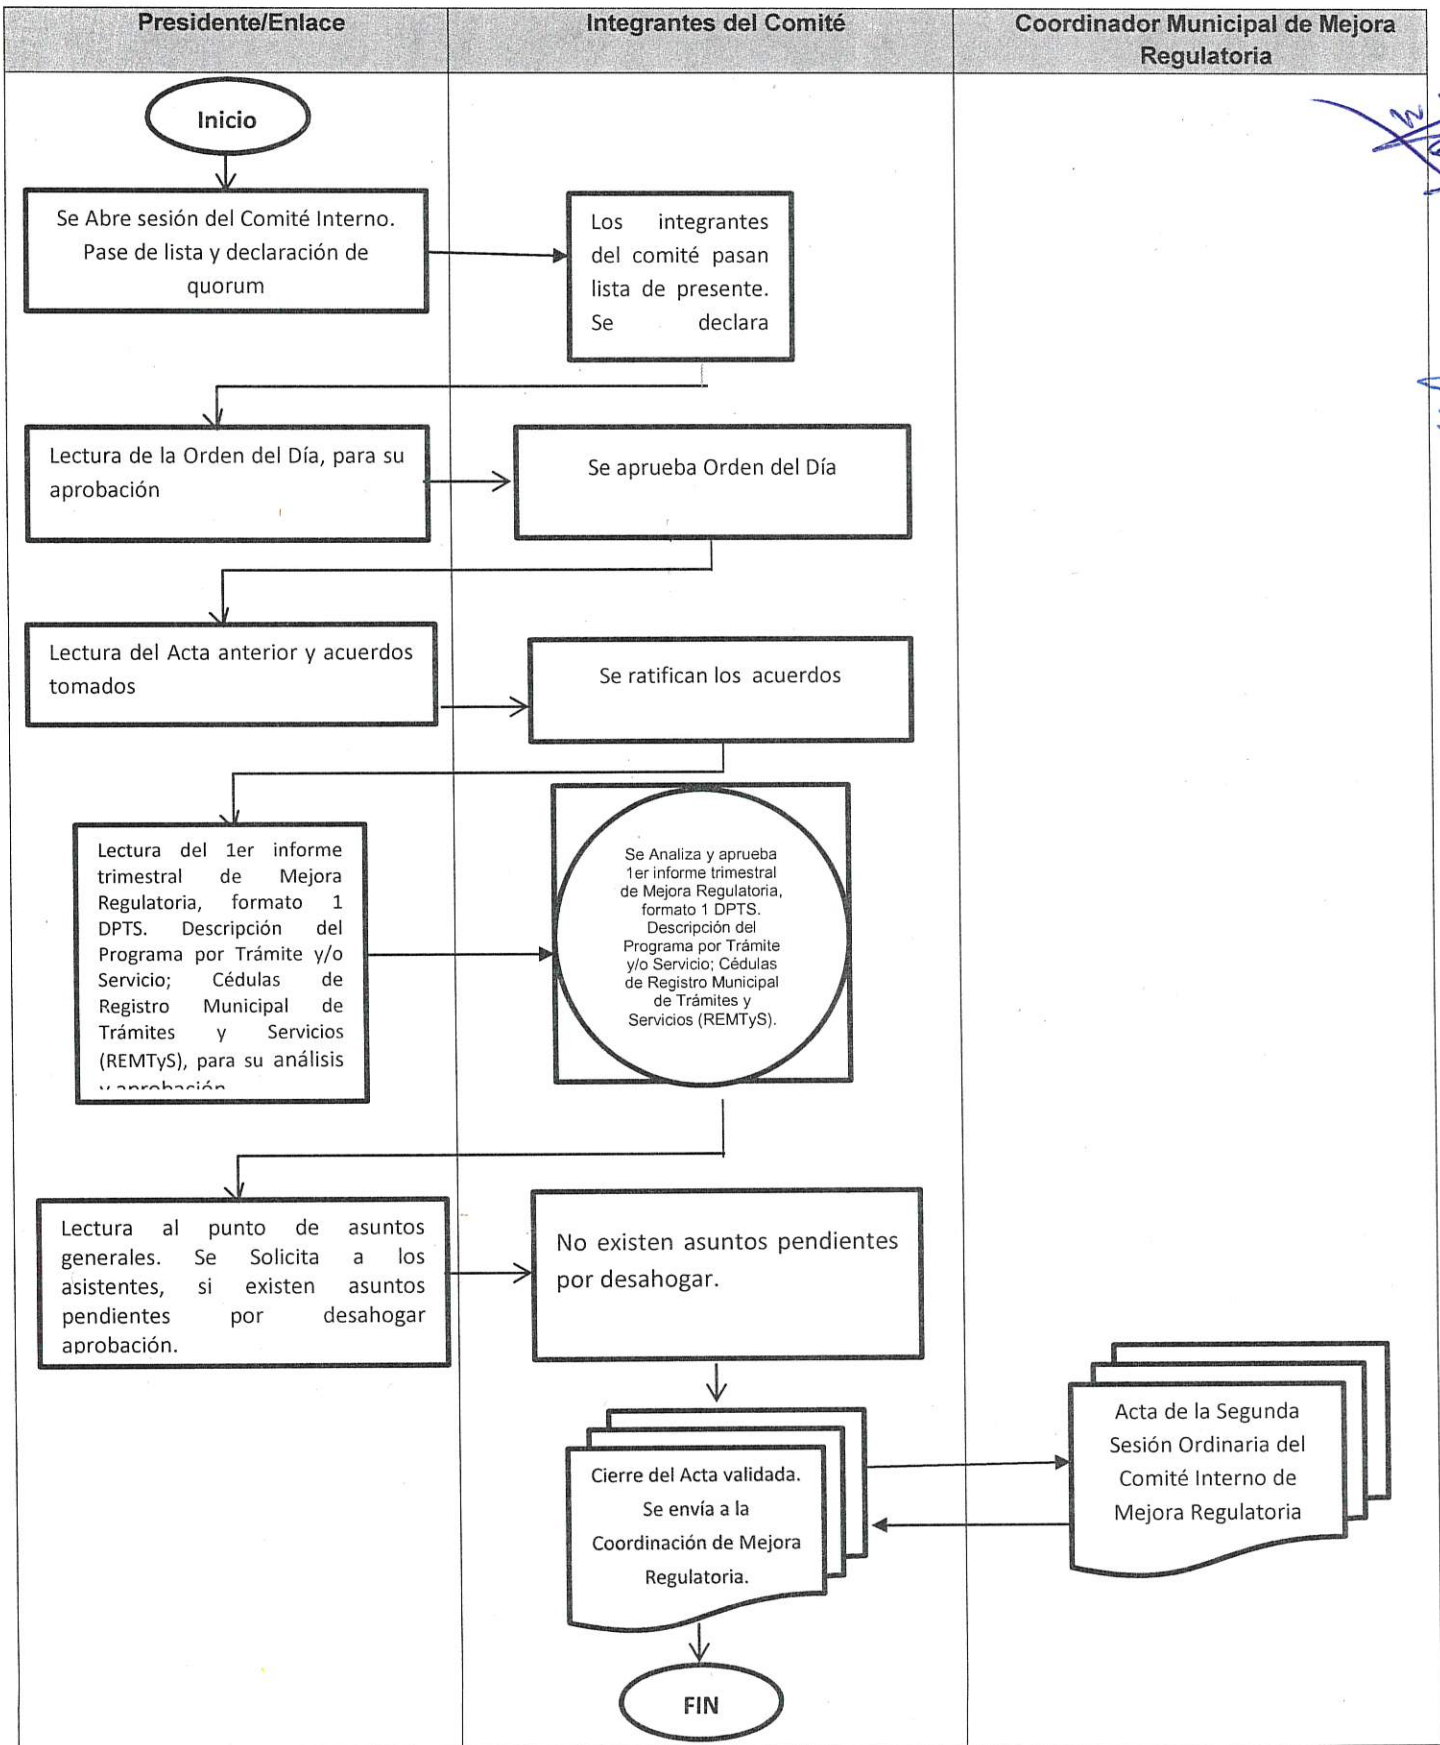 Presidente/Enlace
Integrantes del Comité
Coordinador Municipal de Mejora
Regulatoria
Inicio
Se Abre sesión del Comité Interno.
Pase de lista y declaración de
quorum
Los integrantes
del comité pasan
lista de presente.
Se declara
Lectura de la Orden del Día, para su
aprobación
Se aprueba Orden del Día
Lectura del Acta anterior y acuerdos
tomados
Se ratifican los acuerdos
Lectura del 1er informe
trimestral de Mejora
Regulatoria, formato 1
DPTS. Descripción del
Programa por Trámite y/o
Servicio; Cédulas de
Registro Municipal de
Trámites y Servicios
(REMTyS), para su análisis
y aprobación
Se Analiza y aprueba
1er informe trimestral
de Mejora Regulatoria,
formato 1 DPTS.
Descripción del
Programa por Trámite
y/o Servicio; Cédulas
de Registro Municipal
de Trámites y
Servicios (REMTyS).
Lectura al punto de asuntos
generales. Se Solicita a los
asistentes, si existen asuntos
pendientes por desahogar
aprobación.
No existen asuntos pendientes
por desahogar.
Cierre del Acta validada.
Se envía a la
Coordinación de Mejora
Regulatoria.
Acta de la Segunda
Sesión Ordinaria del
Comité Interno de
Mejora Regulatoria
FIN